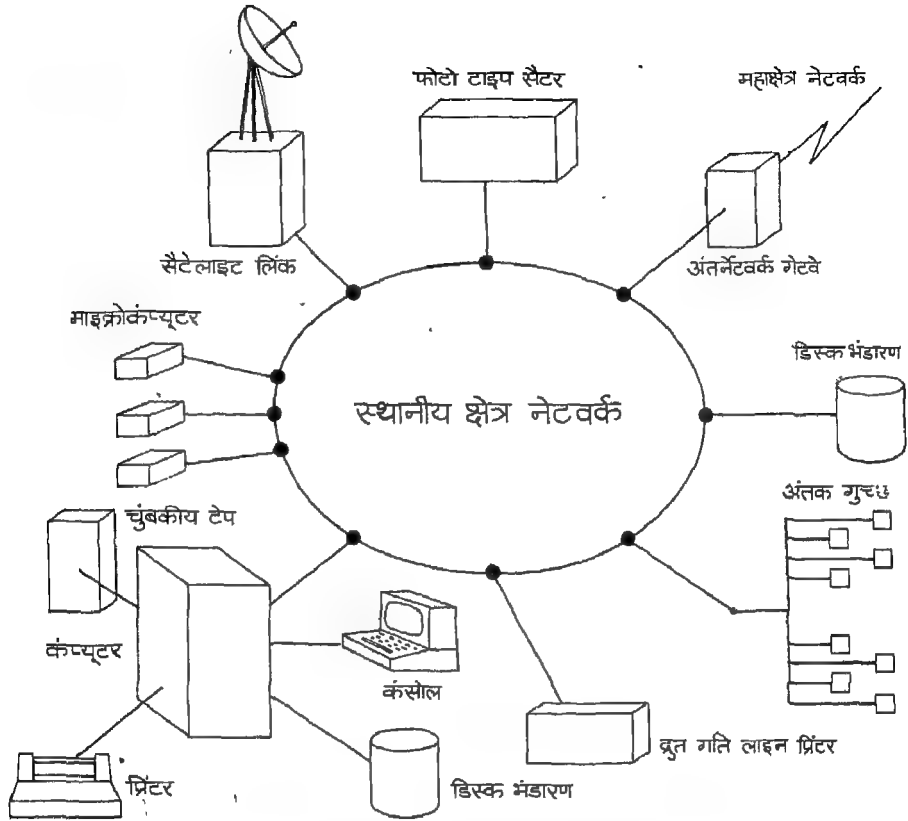 फोटो टाइप सैटर
महाक्षेत्र नेटवर्क
सैटेलाइट लिंक
अंतर्नेटवर्क गेटवे
माइक्रोकंप्यूटर
डिस्क भंडारण
स्थानीय क्षेत्र नेटवर्क
अंतक गुच्छ
चुंबकीय टेप
कंप्यूटर
कंसोल
द्रुत गति लाइन प्रिंटर
प्रिंटर
डिस्क भंडारण